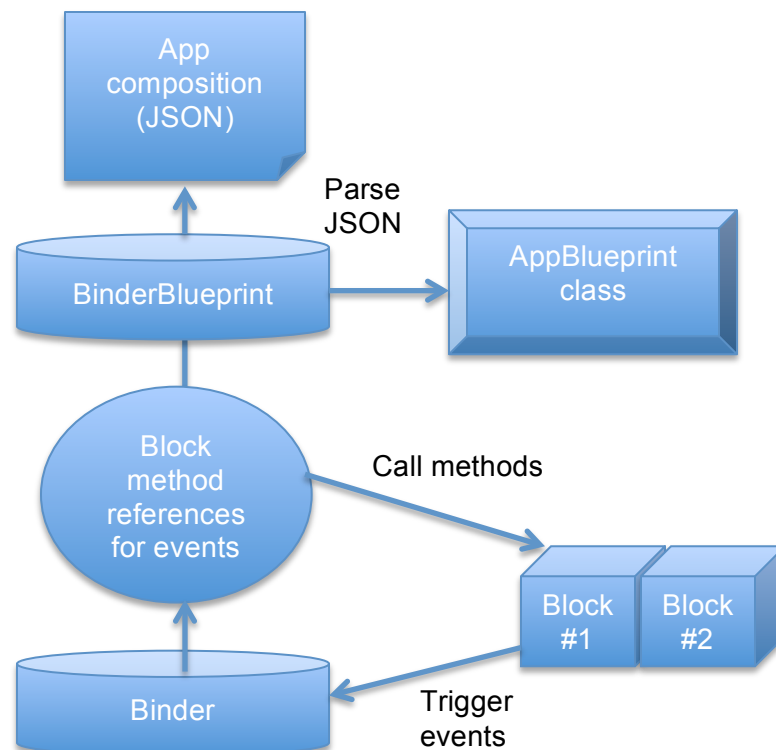 App
composition
(JSON)
Parse
JSON
BinderBlueprint
AppBlueprint
class
Block
method
references
for events
Call methods
Block
#1
Block
#2
Binder
Trigger
events